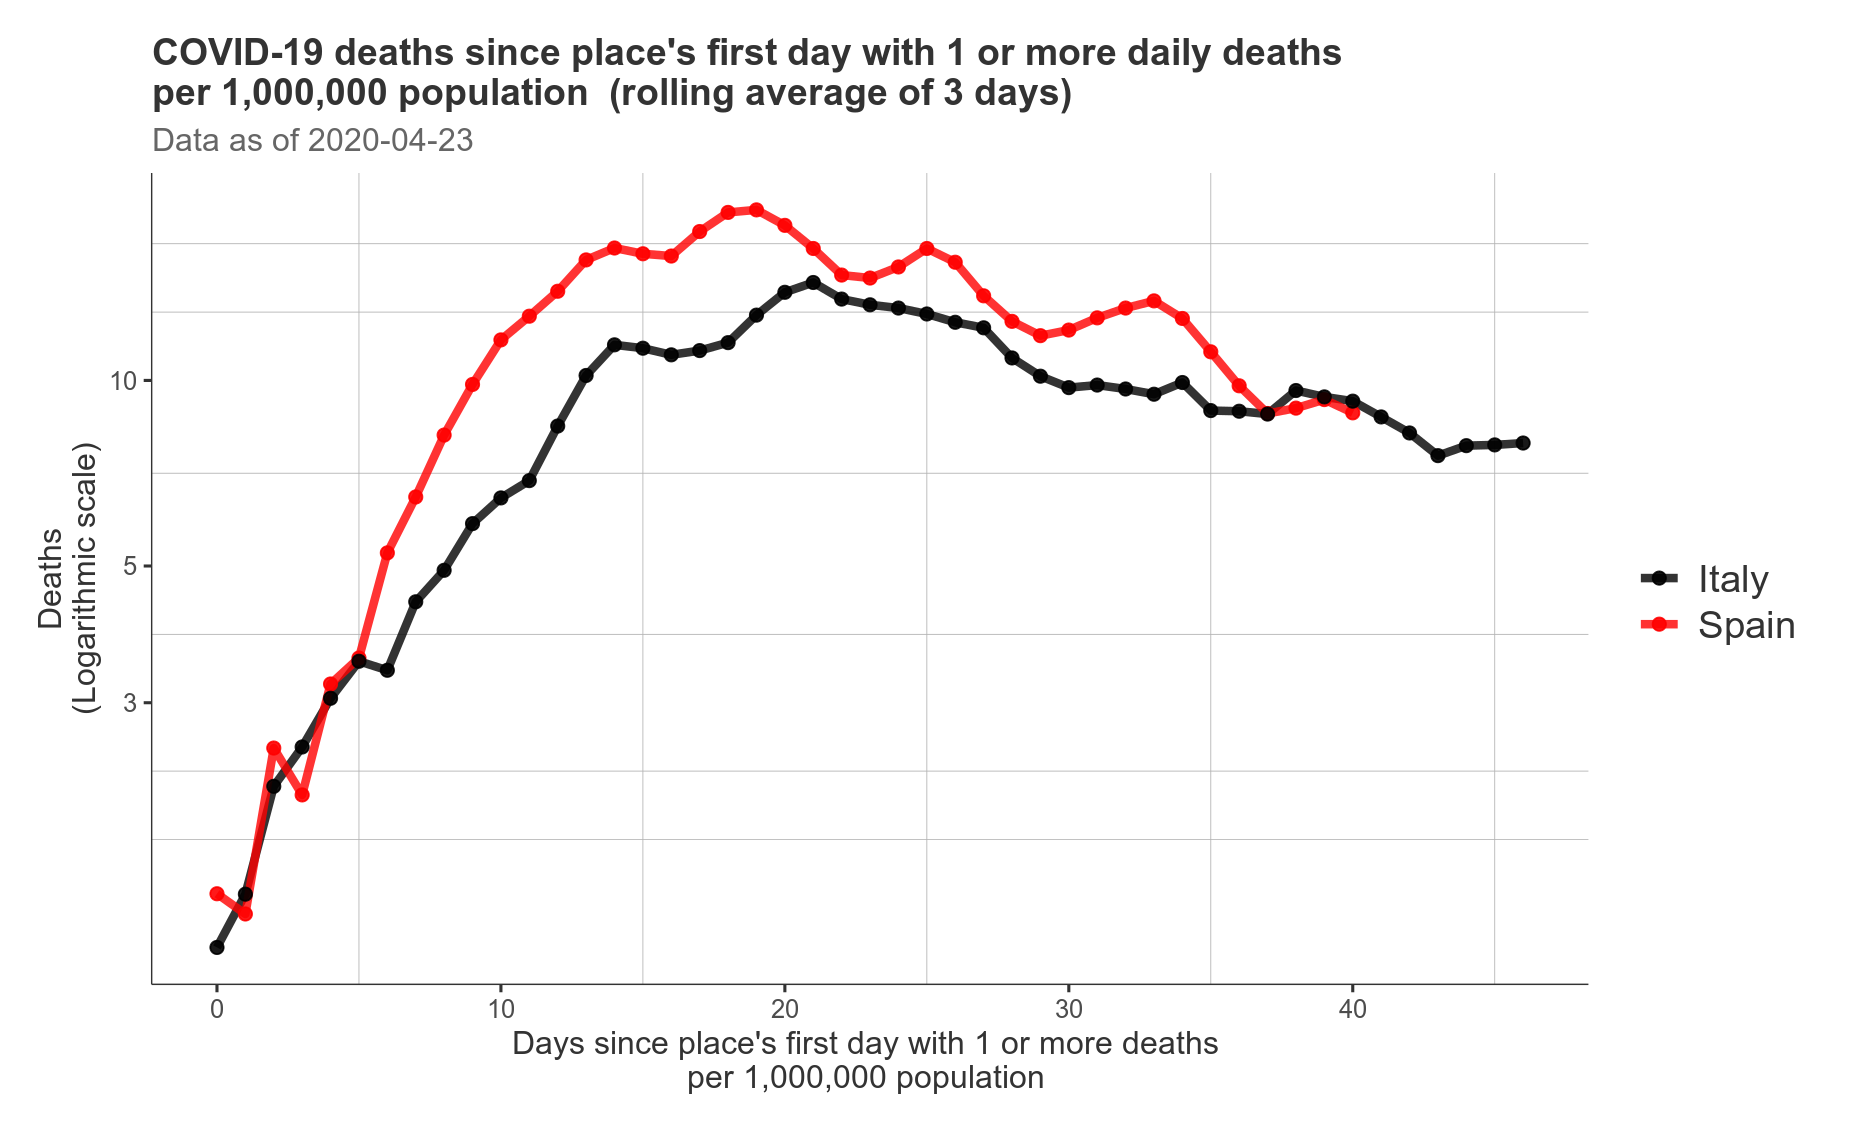 COVID-19 deaths since place's first day with 1 or more daily deaths
per 1,000,000 population  (rolling average of 3 days)
Data as of 2020-04-23
Deaths
(Logarithmic scale)
10
5
3
0
10
20
30
40
Days since place's first day with 1 or more deaths
per 1,000,000 population
Italy
Spain